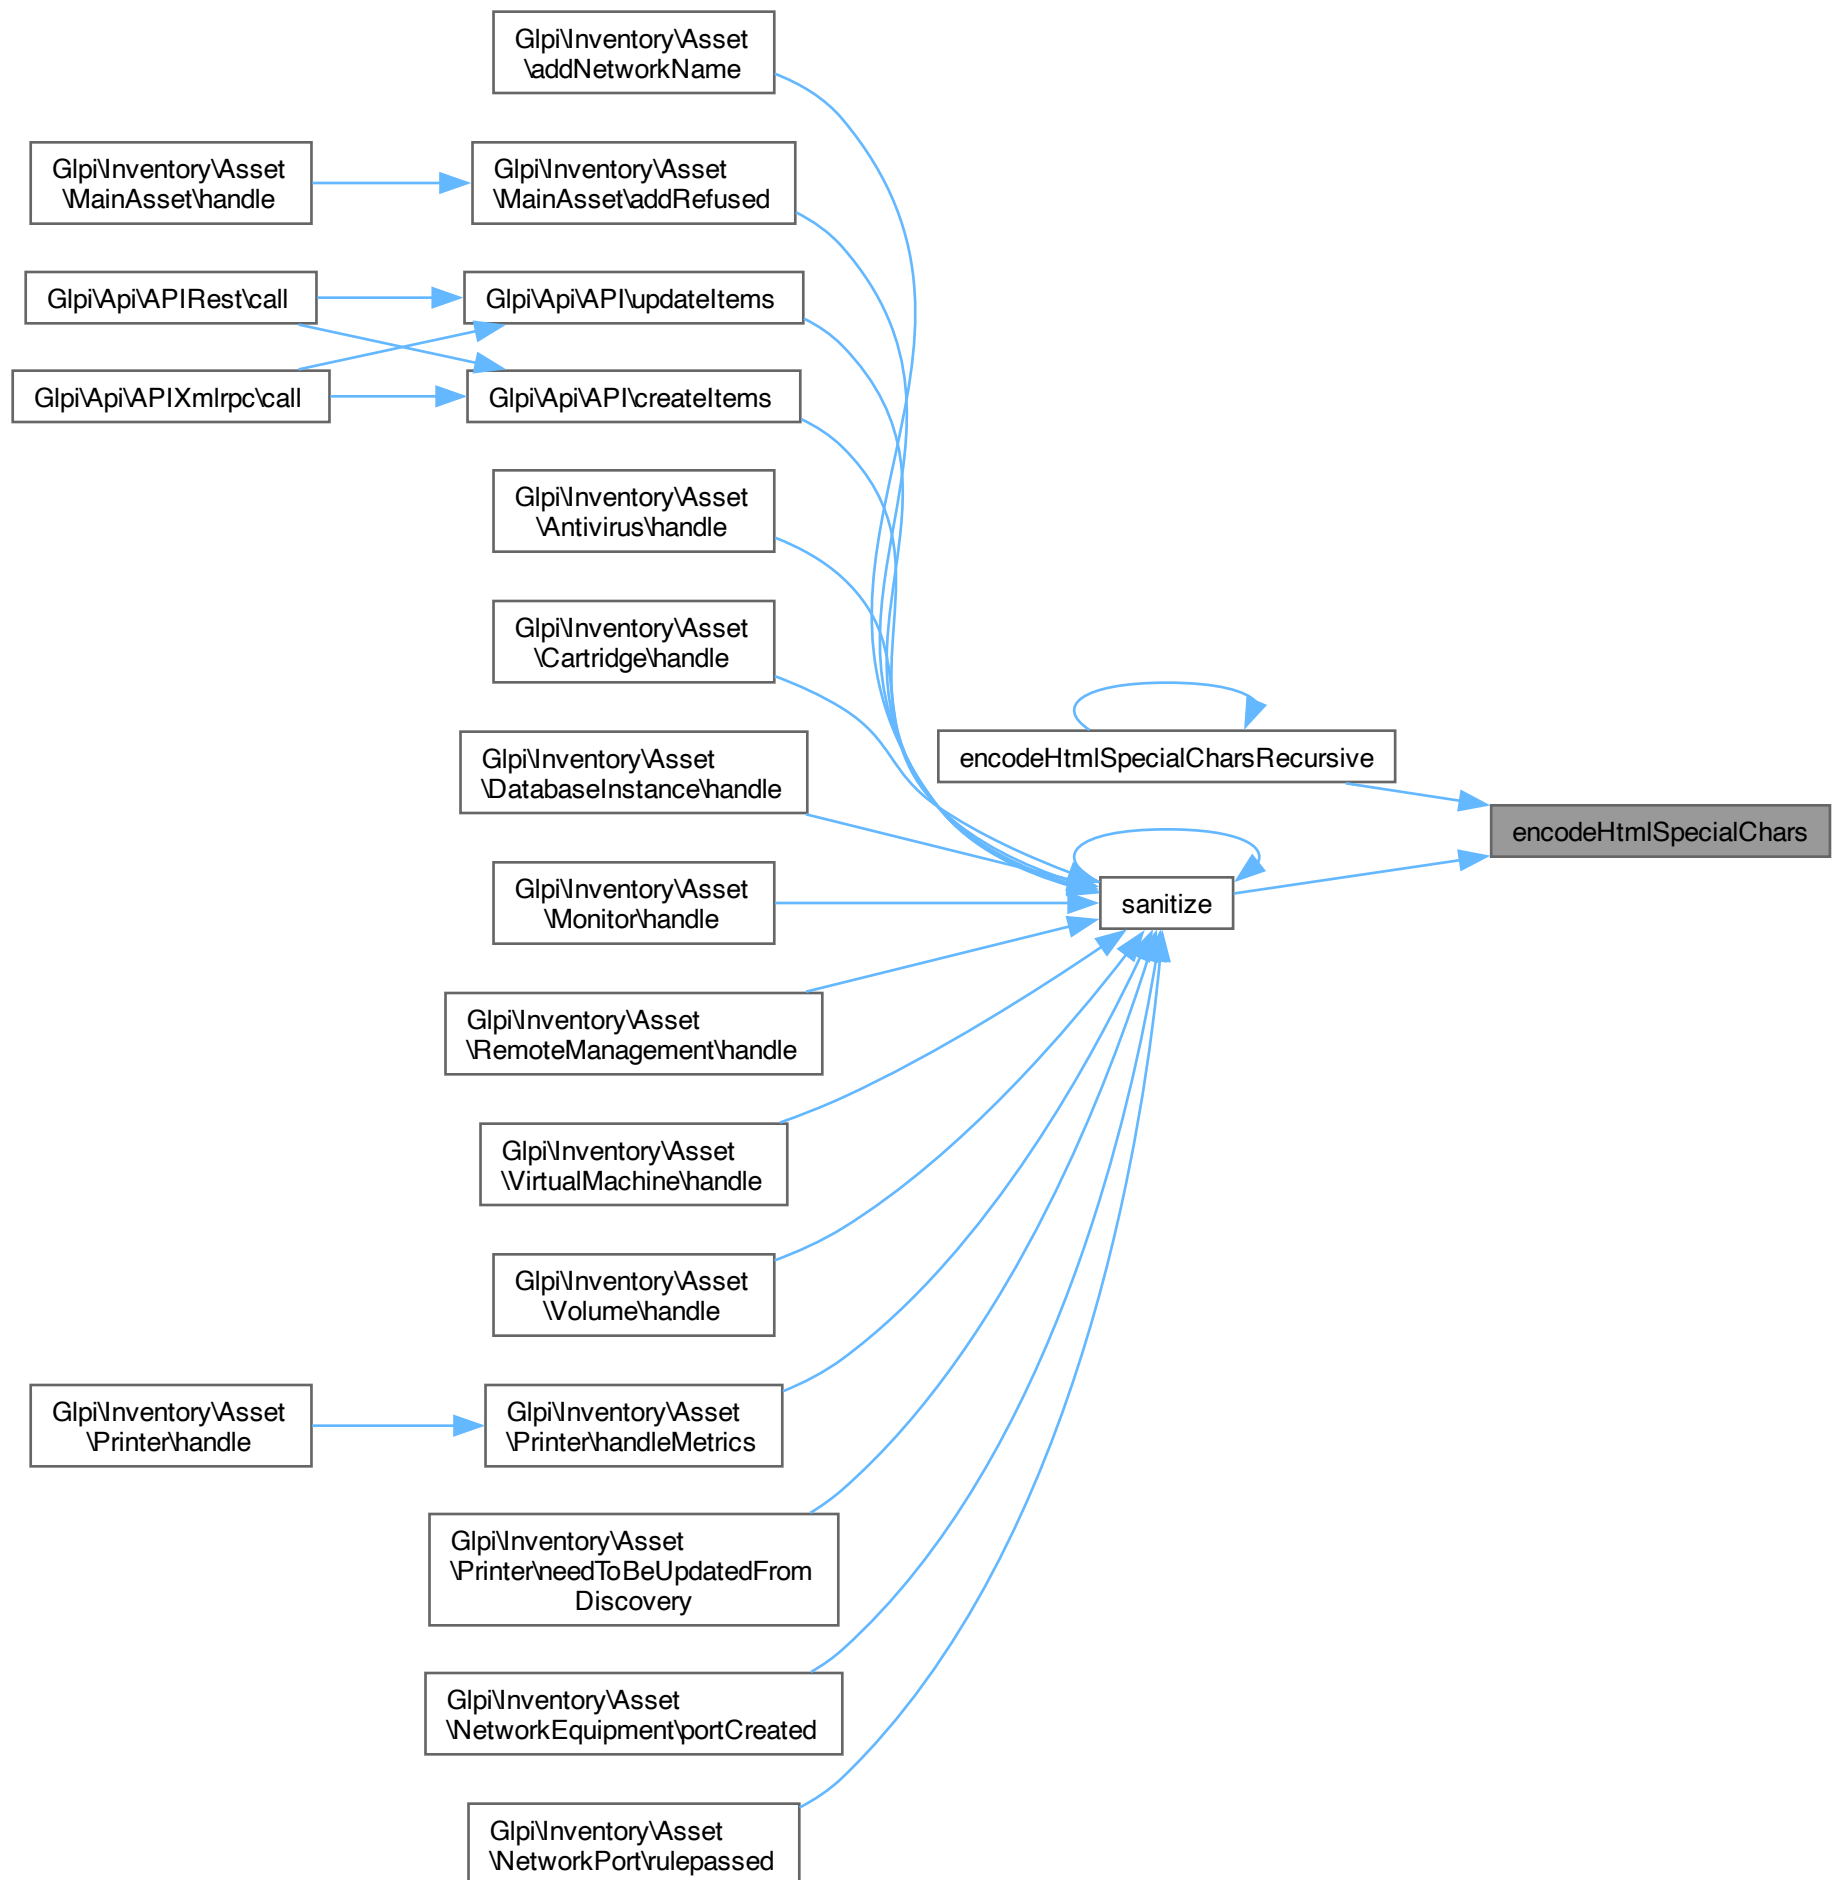 Glpi\Inventory\Asset
\addNetworkName
Glpi\Inventory\Asset
\MainAsset\handle
Glpi\Inventory\Asset
\MainAsset\addRefused
Glpi\Api\APIRest\call
Glpi\Api\API\updateItems
Glpi\Api\APIXmlrpc\call
Glpi\Api\API\createItems
Glpi\Inventory\Asset
\Antivirus\handle
Glpi\Inventory\Asset
\Cartridge\handle
Glpi\Inventory\Asset
\DatabaseInstance\handle
encodeHtmlSpecialCharsRecursive
encodeHtmlSpecialChars
Glpi\Inventory\Asset
\Monitor\handle
sanitize
Glpi\Inventory\Asset
\RemoteManagement\handle
Glpi\Inventory\Asset
\VirtualMachine\handle
Glpi\Inventory\Asset
\Volume\handle
Glpi\Inventory\Asset
\Printer\handle
Glpi\Inventory\Asset
\Printer\handleMetrics
Glpi\Inventory\Asset
\Printer\needToBeUpdatedFrom
Discovery
Glpi\Inventory\Asset
\NetworkEquipment\portCreated
Glpi\Inventory\Asset
\NetworkPort\rulepassed